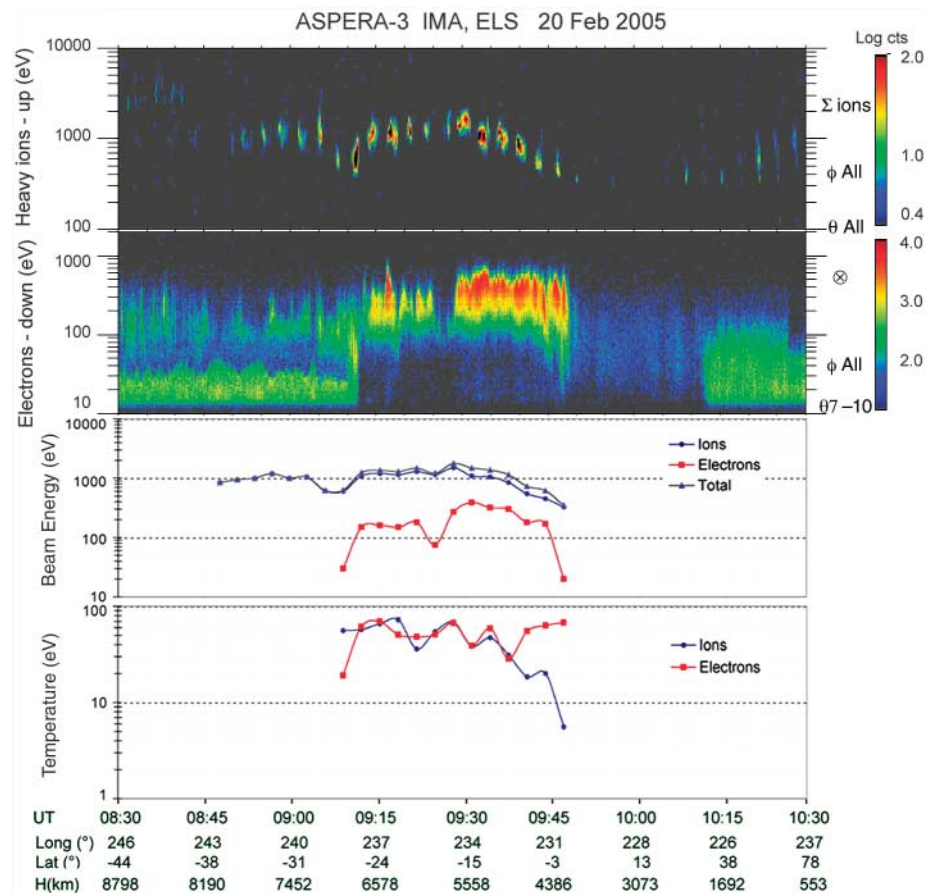 ASPERA-3 IMA, ELS 20 Feb 2005
Log cts
Heavy ions - up (eV)
10000
1000
100
Σ ions
ϕ All
θ All
2.0
1.0
0.4
Electrons - down (eV)
1000
100
10
⊗
ϕ All
θ7 –10
4.0
3.0
2.0
Beam Energy (eV)
10000
1000
100
10
Ions
Electrons
Total
Temperature (eV)
100
10
1
Ions
Electrons
UT 08:30 08:45 09:00 09:15 09:30 09:45 10:00 10:15 10:30
Long (°) 246 243 240 237 234 231 228 226 237
Lat (°) -44 -38 -31 -24 -15 -3 13 38 78
H(km) 8798 8190 7452 6578 5558 4386 3073 1692 553